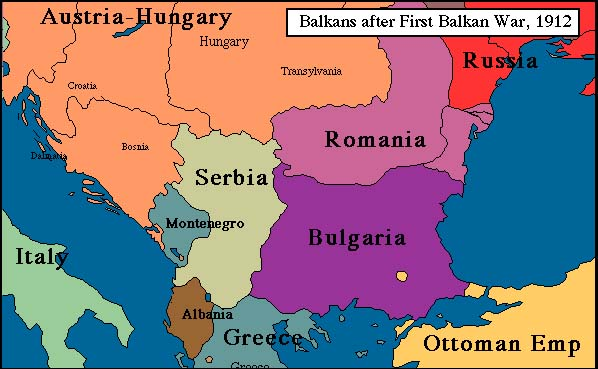 Austria-Hungary
Balkans after First Balkan War, 1912
Hungary
Russia
Transylvania
Croatia
Romania
Bosnia
Dalmatia
Serbia
Montenegro
Bulgaria
Italy
Albania
Greece
Ottoman Emp
Greece